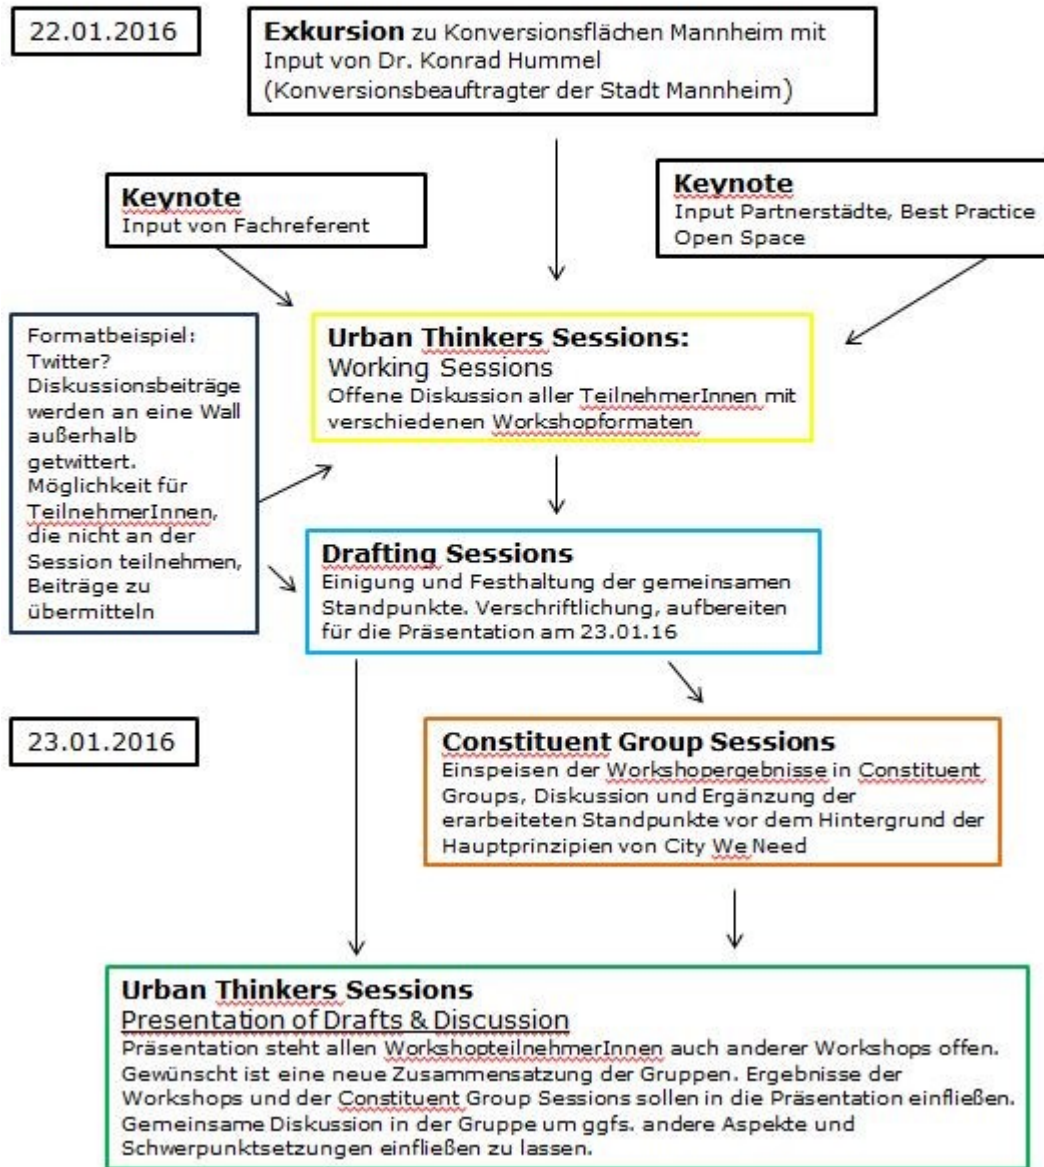 22.01.2016
Exkursion zu Konversionsflächen Mannheim mit
Input von Dr. Konrad Hummel
(Konversionsbeauftragter der Stadt Mannheim)
Keynote
Input von Fachreferent
Keynote
Input Partnerstädte, Best Practice
Open Space
Formatbeispiel:
Twitter?
Diskussionsbeiträge
werden an eine Wall
außerhalb
getwittert.
Möglichkeit für
TeilnehmerInnen,
die nicht an der
Session teilnehmen,
Beiträge zu
übermitteln
Urban Thinkers Sessions:
Working Sessions
Offene Diskussion aller TeilnehmerInnen mit
verschiedenen Workshopformaten
Drafting Sessions
Einigung und Festhaltung der gemeinsamen
Standpunkte. Verschriftlichung, aufbereiten
für die Präsentation am 23.01.16
23.01.2016
Constituent Group Sessions
Einspeisen der Workshopergebnisse in Constituent
Groups, Diskussion und Ergänzung der
erarbeiteten Standpunkte vor dem Hintergrund der
Hauptprinzipien von City We Need
Urban Thinkers Sessions
Presentation of Drafts & Discussion
Präsentation steht allen WorkshopteilnehmerInnen auch anderer Workshops offen.
Gewünscht ist eine neue Zusammensatzung der Gruppen. Ergebnisse der
Workshops und der Constituent Group Sessions sollen in die Präsentation einfließen.
Gemeinsame Diskussion in der Gruppe um ggfs. andere Aspekte und
Schwerpunktsetzungen einfließen zu lassen.